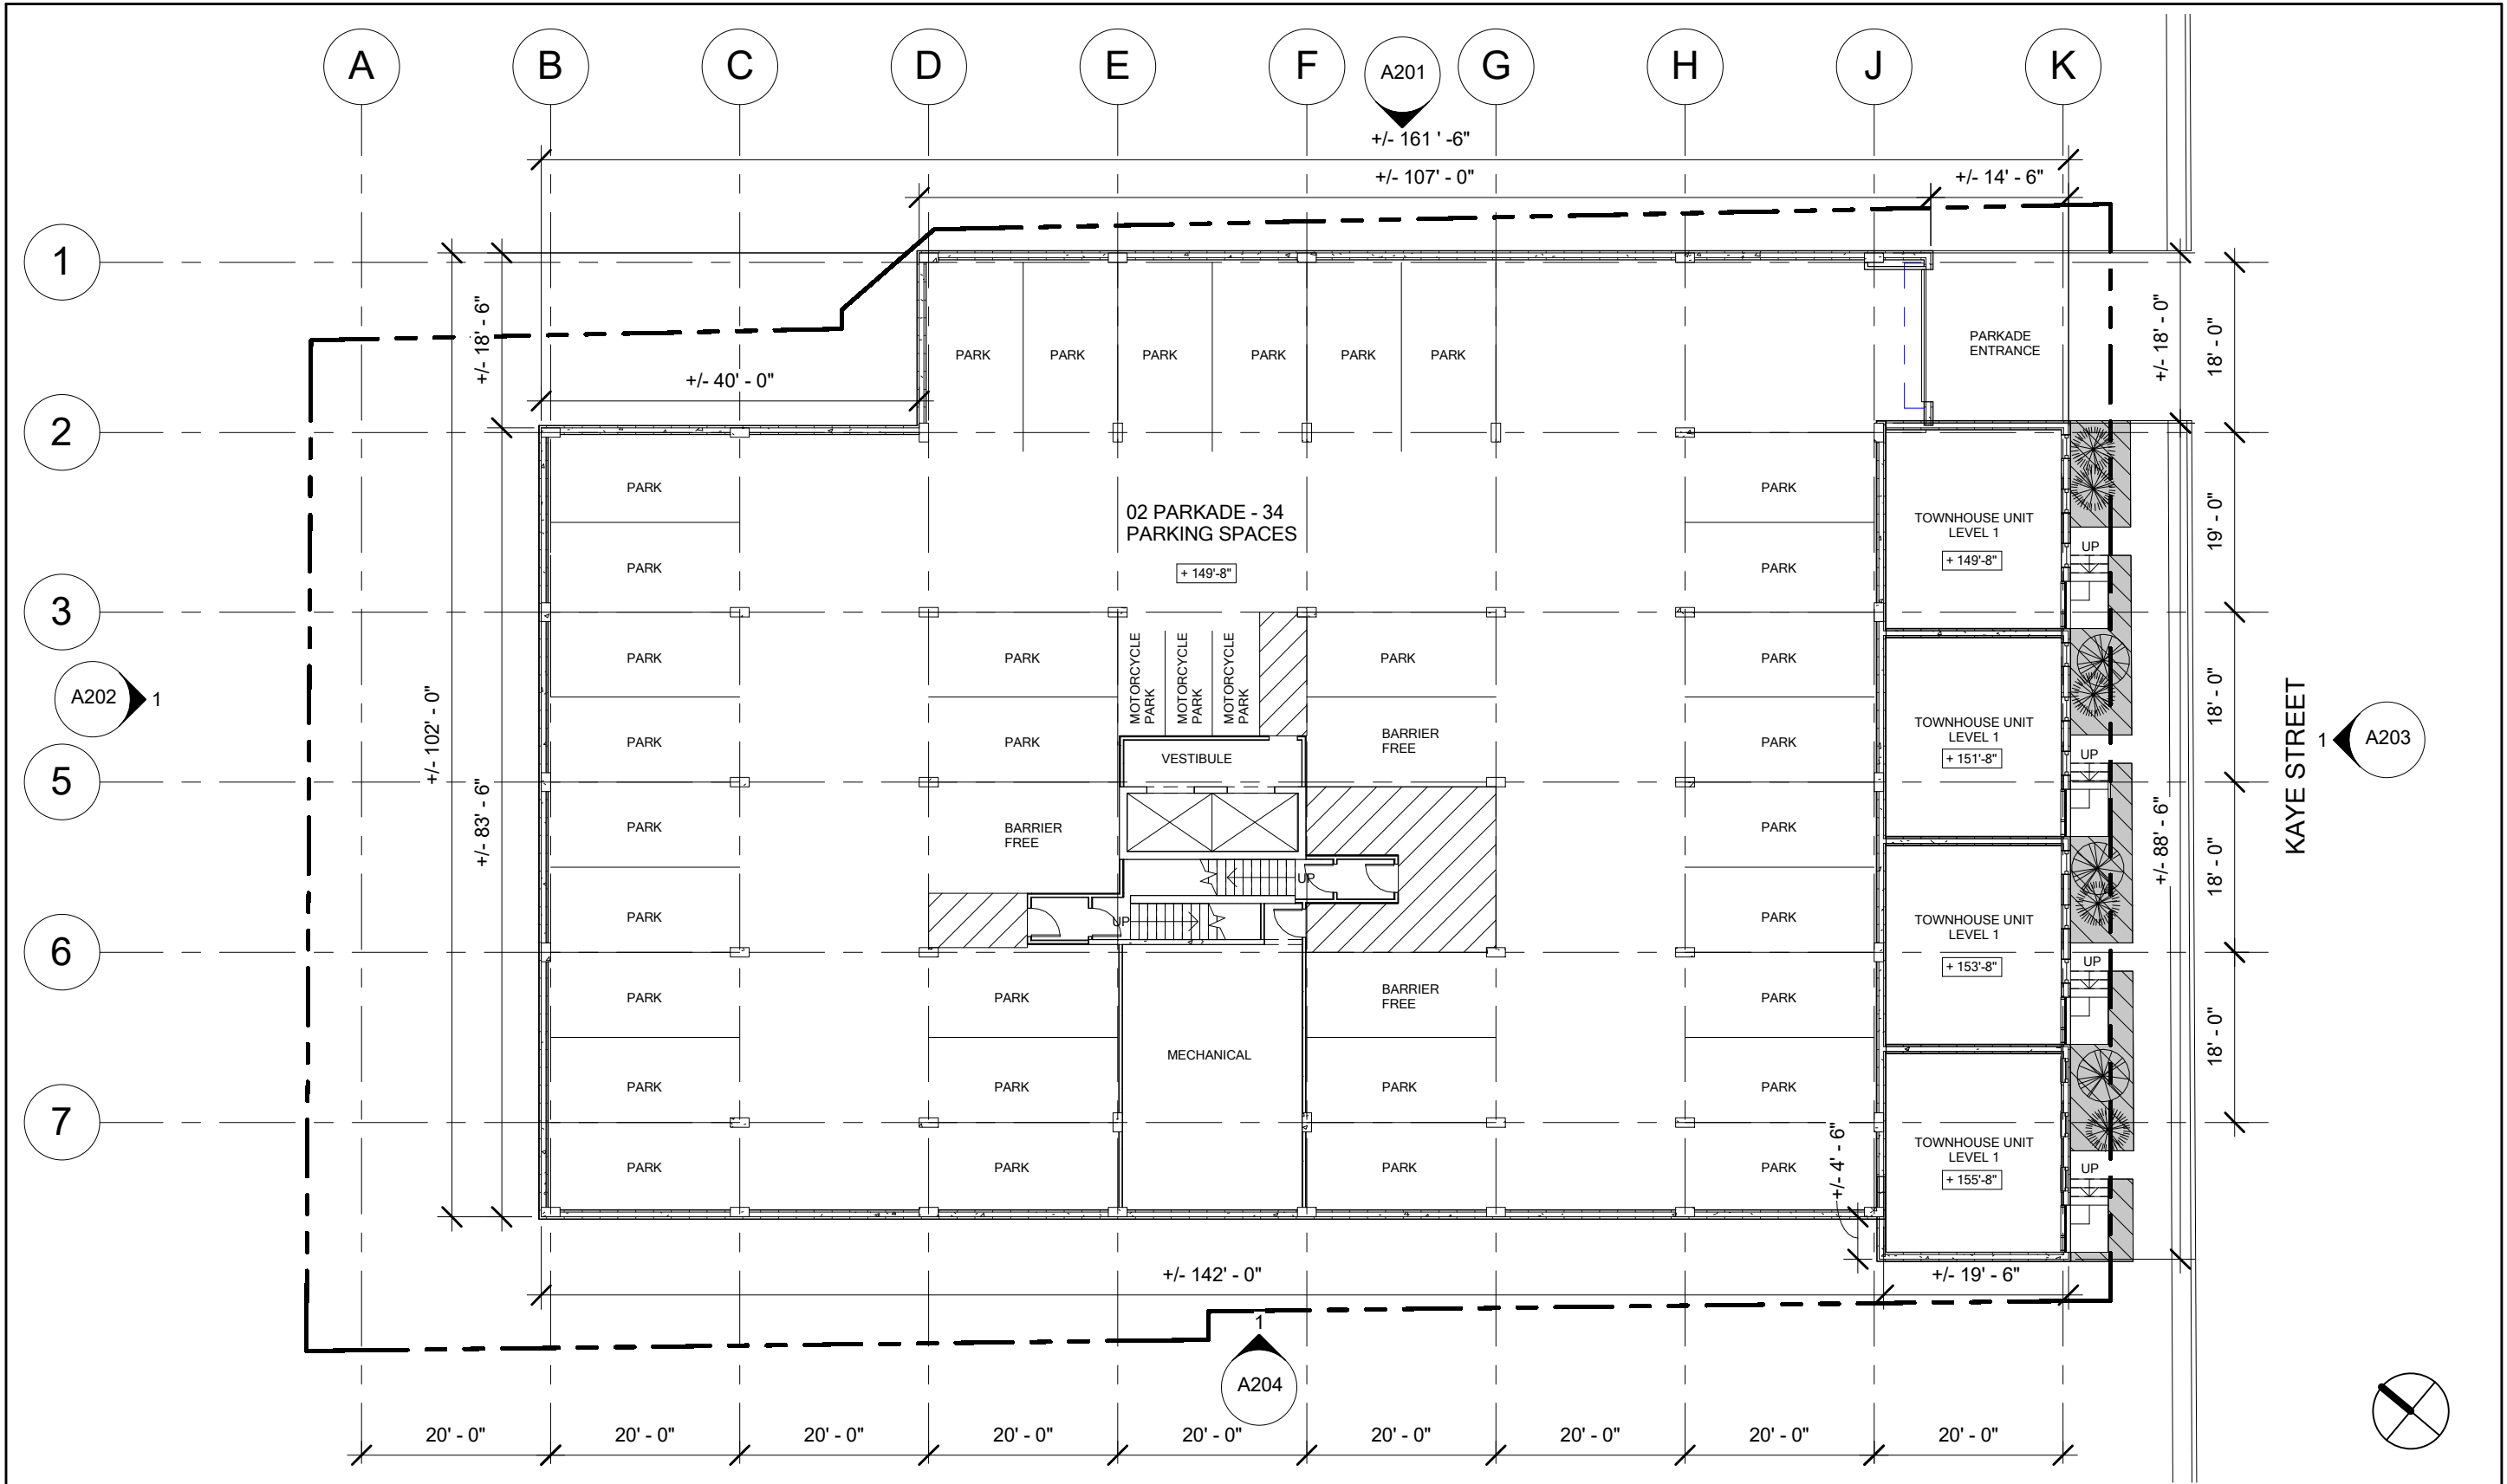 A
B
C
D
E
F
G
H
J
K
A201
+/- 161 ' -6"
+/- 107' - 0"
+/- 14' - 6"
1
2
3
5
6
7
+/- 18' - 6"
+/- 40' - 0"
+/- 102' - 0"
+/- 83' - 6"
A202
1
PARK
PARK
PARK
PARK
PARK
PARK
PARKADE
ENTRANCE
+/- 18' - 0"
18' - 0"
19' - 0"
18' - 0"
18' - 0"
18' - 0"
+/- 88' - 6"
KAYE STREET
1
A203
02 PARKADE - 34
PARKING SPACES
+ 149'-8"
PARK
PARK
PARK
PARK
PARK
PARK
PARK
PARK
PARK
PARK
PARK
BARRIER
FREE
PARK
PARK
PARK
MOTORCYCLE
PARK
MOTORCYCLE
PARK
MOTORCYCLE
PARK
VESTIBULE
UP
UP
MECHANICAL
PARK
BARRIER
FREE
BARRIER
FREE
PARK
PARK
PARK
PARK
PARK
PARK
PARK
PARK
PARK
PARK
PARK
TOWNHOUSE UNIT
LEVEL 1
+ 149'-8"
UP
TOWNHOUSE UNIT
LEVEL 1
+ 151'-8"
UP
TOWNHOUSE UNIT
LEVEL 1
+ 153'-8"
UP
TOWNHOUSE UNIT
LEVEL 1
+ 155'-8"
UP
+/- 4' - 6"
+/- 142' - 0"
+/- 19' - 6"
1
A204
20' - 0"
20' - 0"
20' - 0"
20' - 0"
20' - 0"
20' - 0"
20' - 0"
20' - 0"
20' - 0"